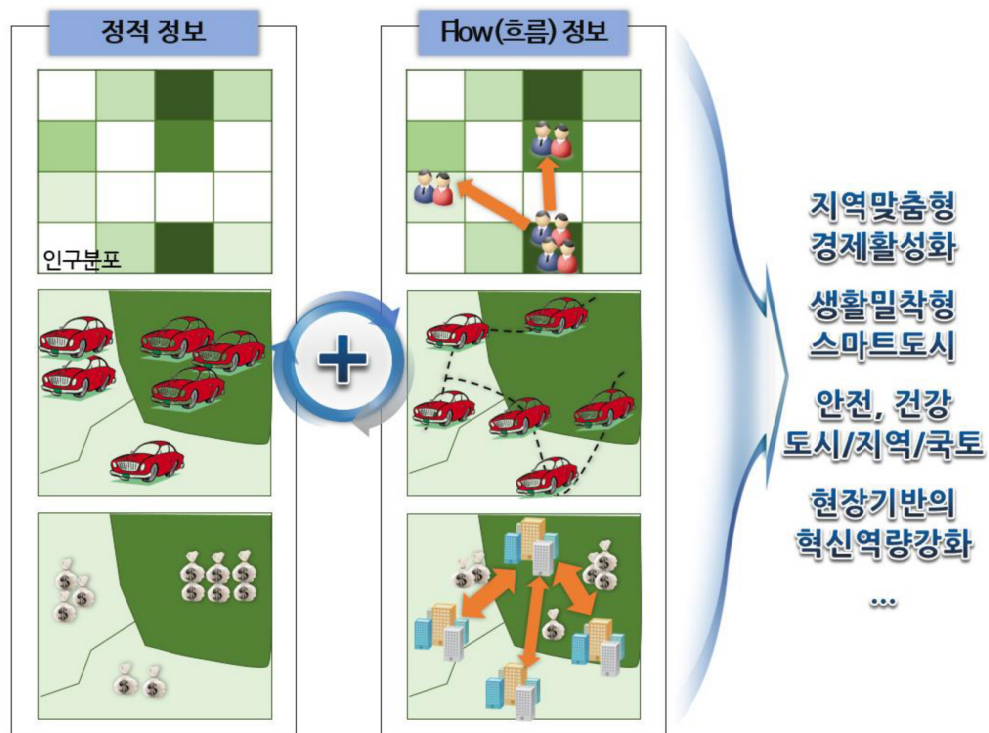 정적 정보
Flow(흐름) 정보
인구분포
지역맞춤형
경제활성화
생활밀착형
스마트도시
안전, 건강
도시/지역/국토
현장기반의
혁신역량강화
...